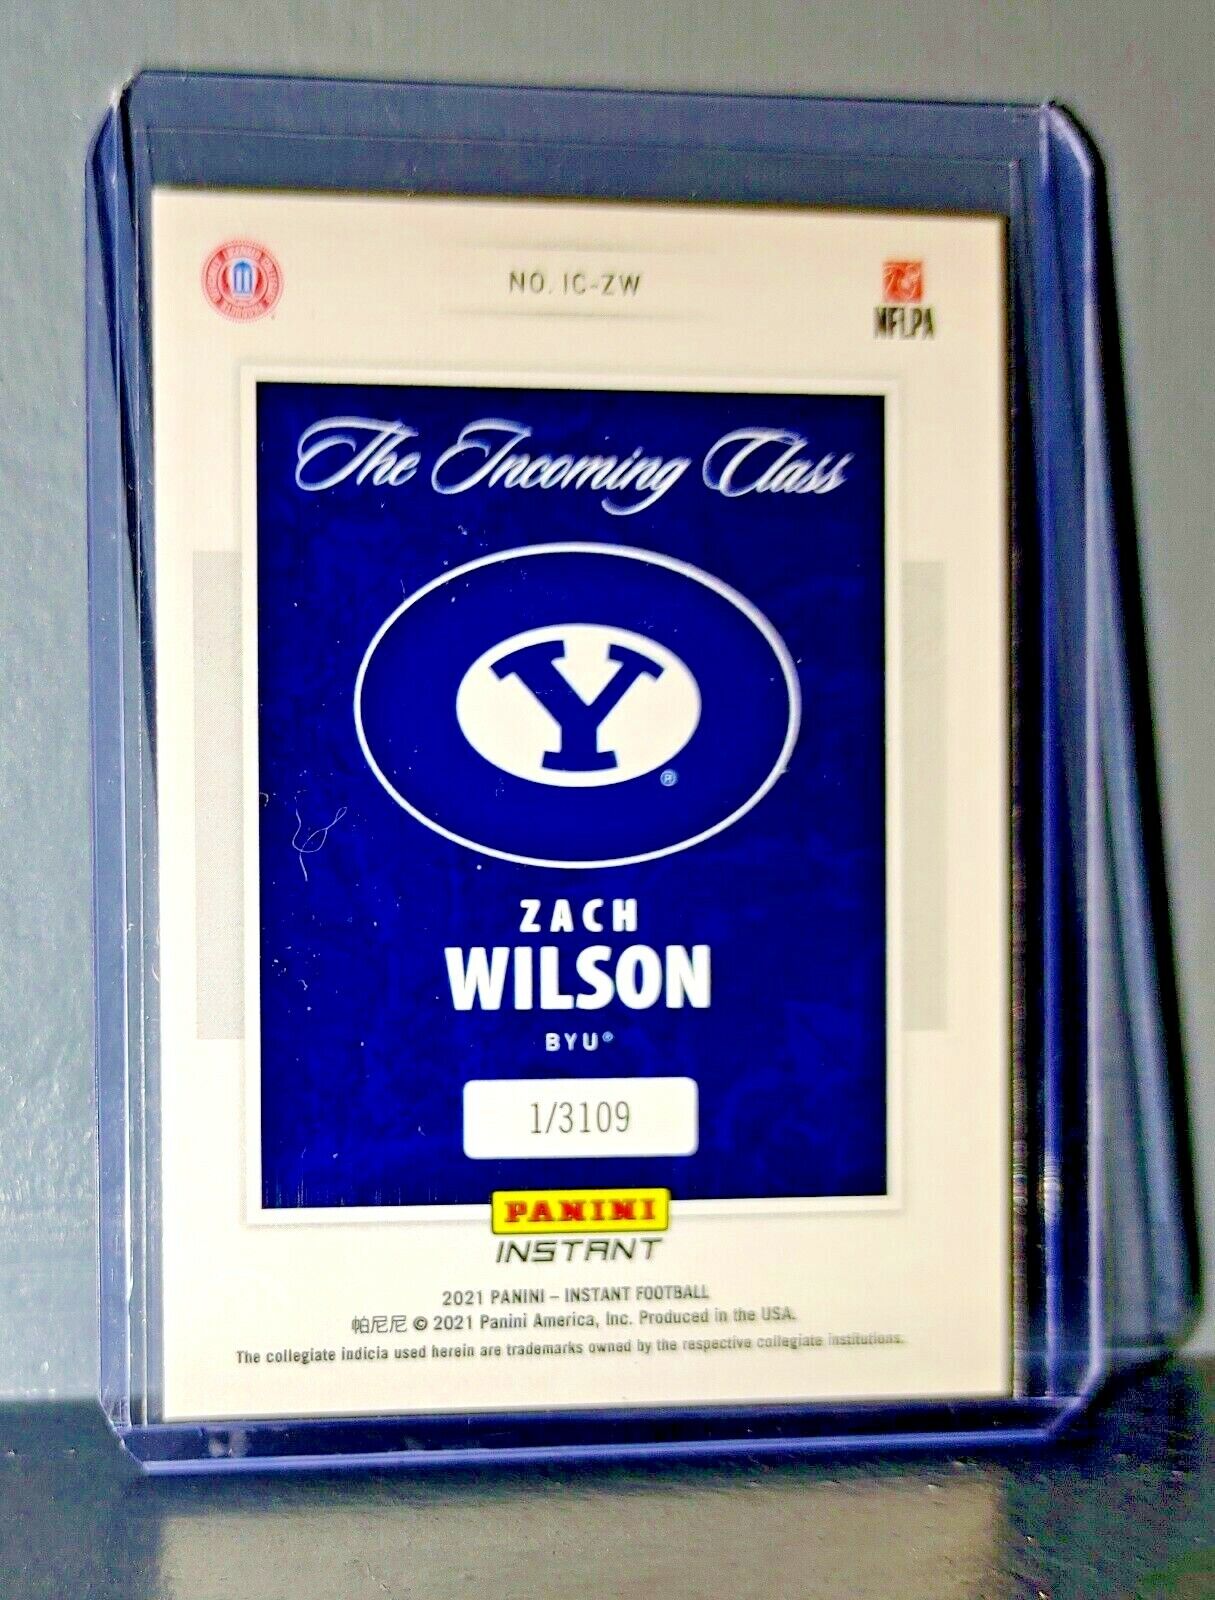 NO. IC-ZW
NFLPA
The Incoming Class
Y
®
ZACH
WILSON
BYU®
1/3109
PANINI
INSTANT
2021 PANINI – INSTANT FOOTBALL
帕尼尼 © 2021 Panini America, Inc. Produced in the USA.
The collegiate indicia used herein are trademarks owned by the respective collegiate institutions.